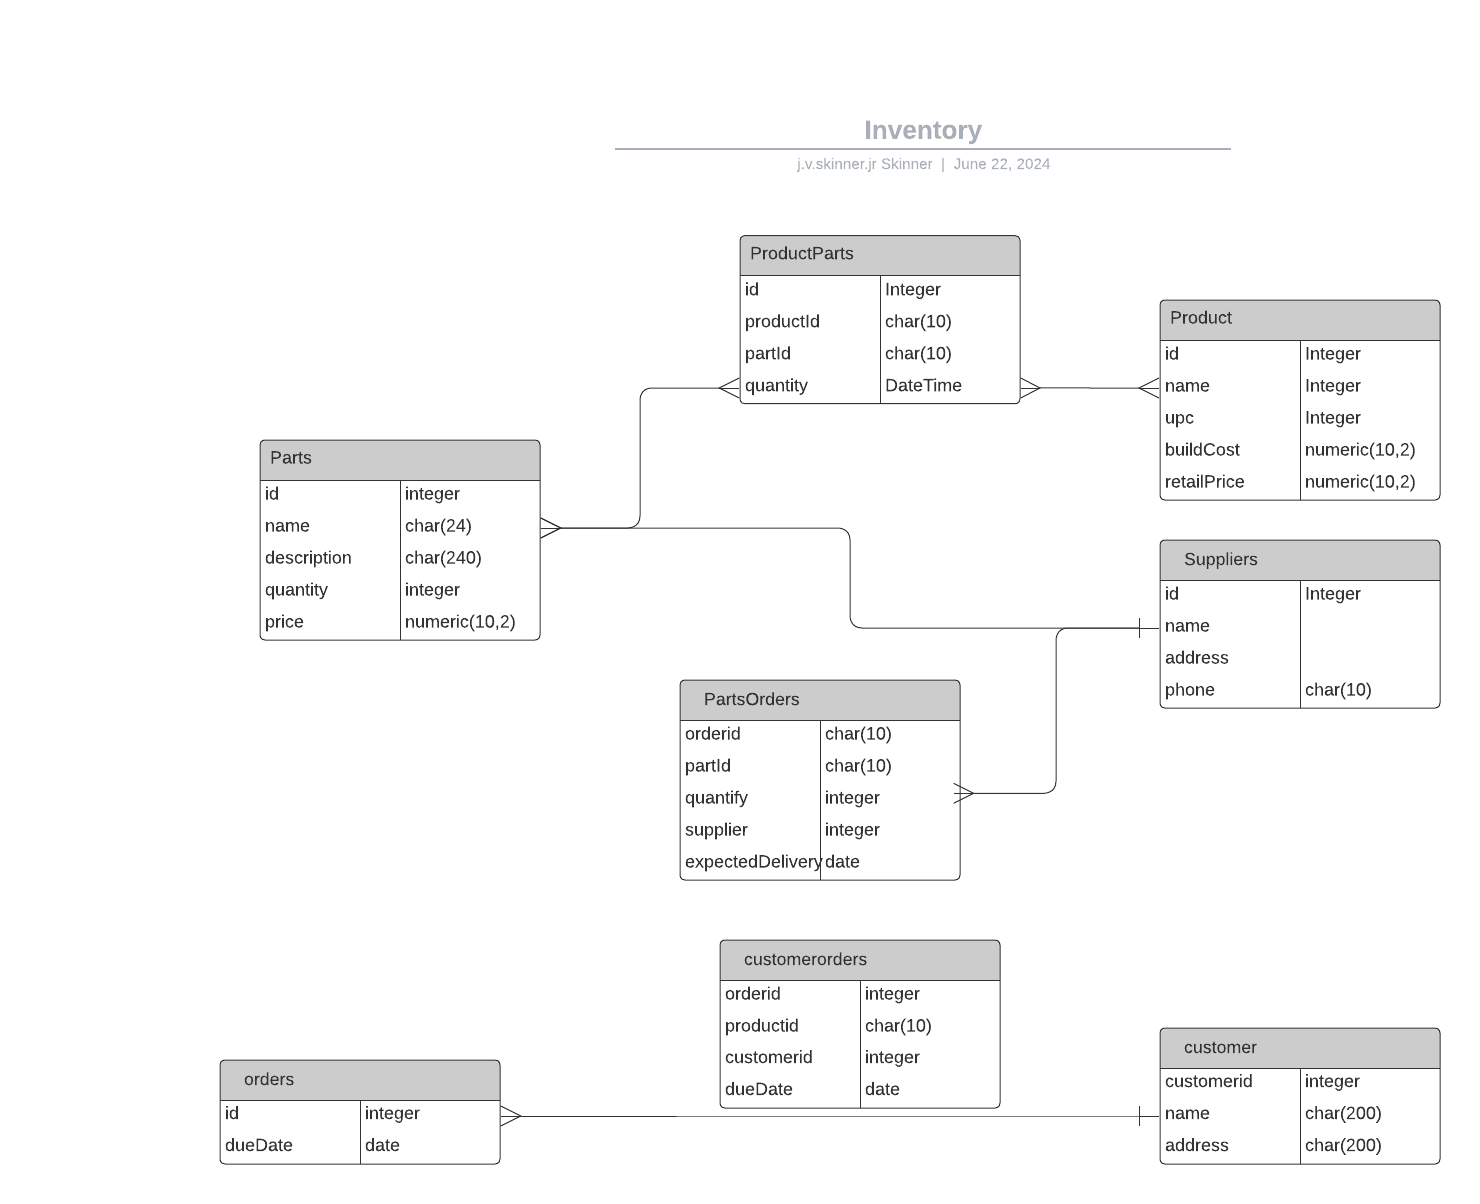 Inventory
j.v.skinner.jr Skinner | June 22, 2024
ProductParts
id Integer
productId char(10)
partId char(10)
quantity DateTime
Product
id Integer
name Integer
upc Integer
buildCost numeric(10,2)
retailPrice numeric(10,2)
Parts
id integer
name char(24)
description char(240)
quantity integer
price numeric(10,2)
Suppliers
id Integer
name
address
phone char(10)
PartsOrders
orderid char(10)
partId char(10)
quantify integer
supplier integer
expectedDelivery date
customerorders
orderid integer
productid char(10)
customerid integer
dueDate date
orders
id integer
dueDate date
customer
customerid integer
name char(200)
address char(200)